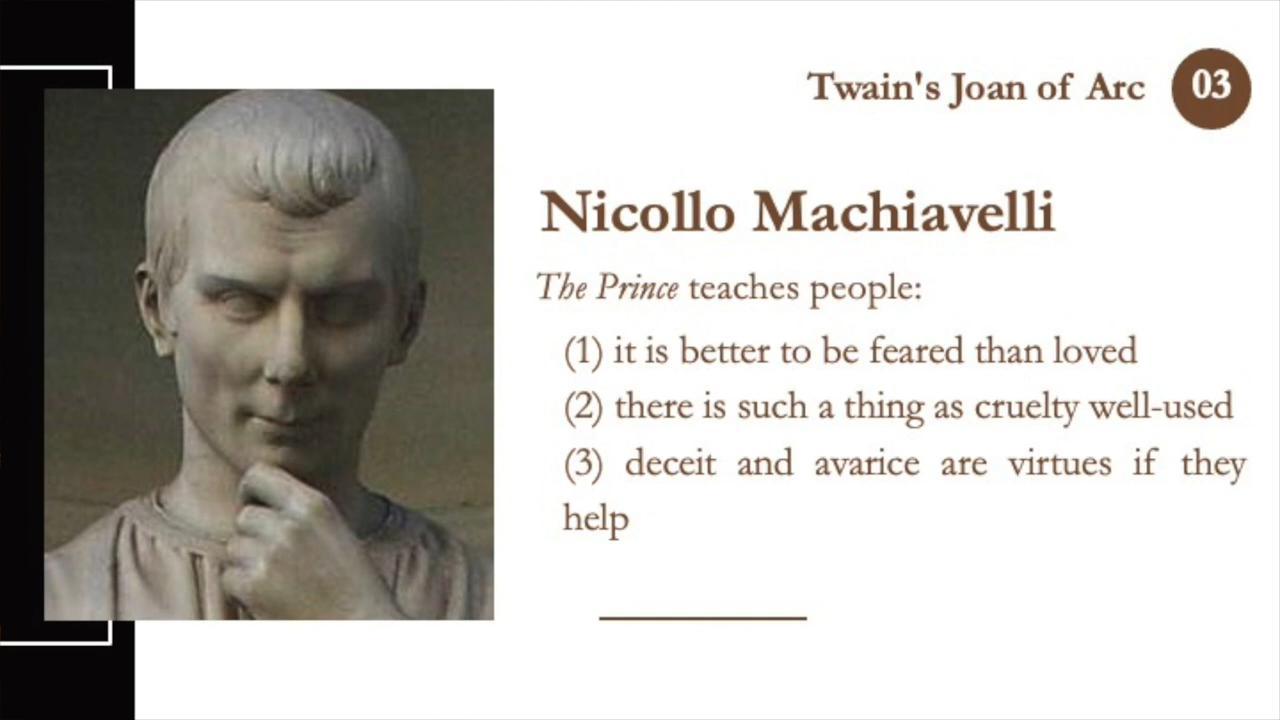 Twain's Joan of Arc 03
Nicollo Machiavelli
The Prince teaches people:
(1) it is better to be feared than loved
(2) there is such a thing as cruelty well-used
(3) deceit and avarice are virtues if they
help